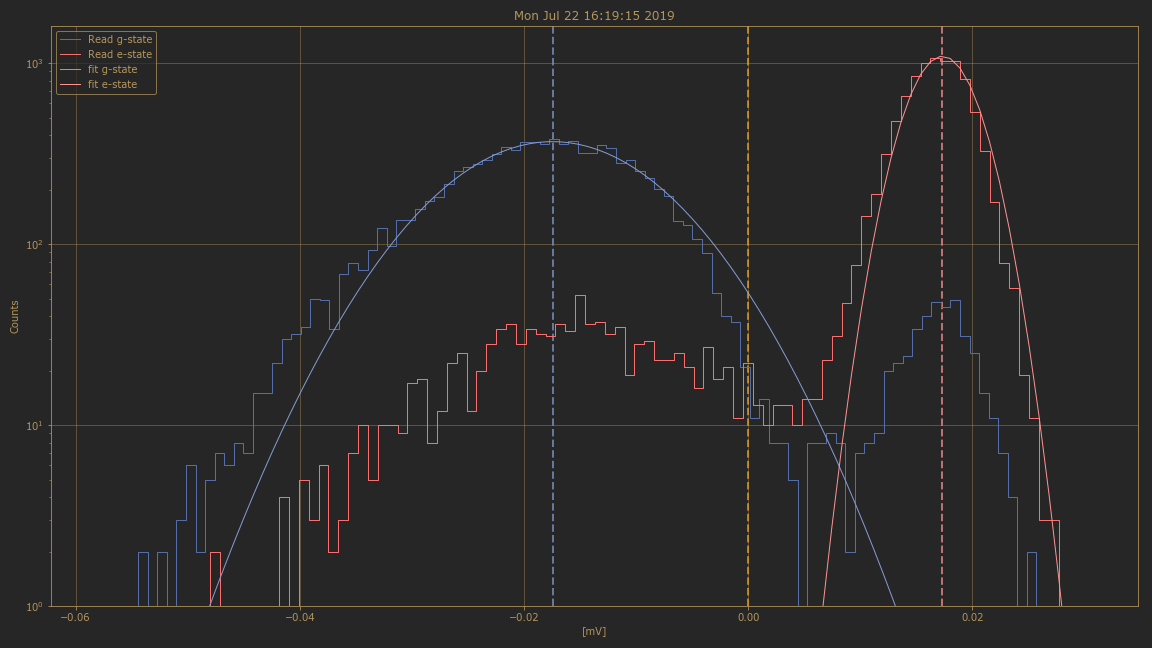 Mon Jul 22 16:19:15 2019
Read g-state
Read e-state
fit g-state
fit e-state
Counts
10³
10²
10¹
10⁰
−0.06
−0.04
−0.02
0.00
0.02
[mV]